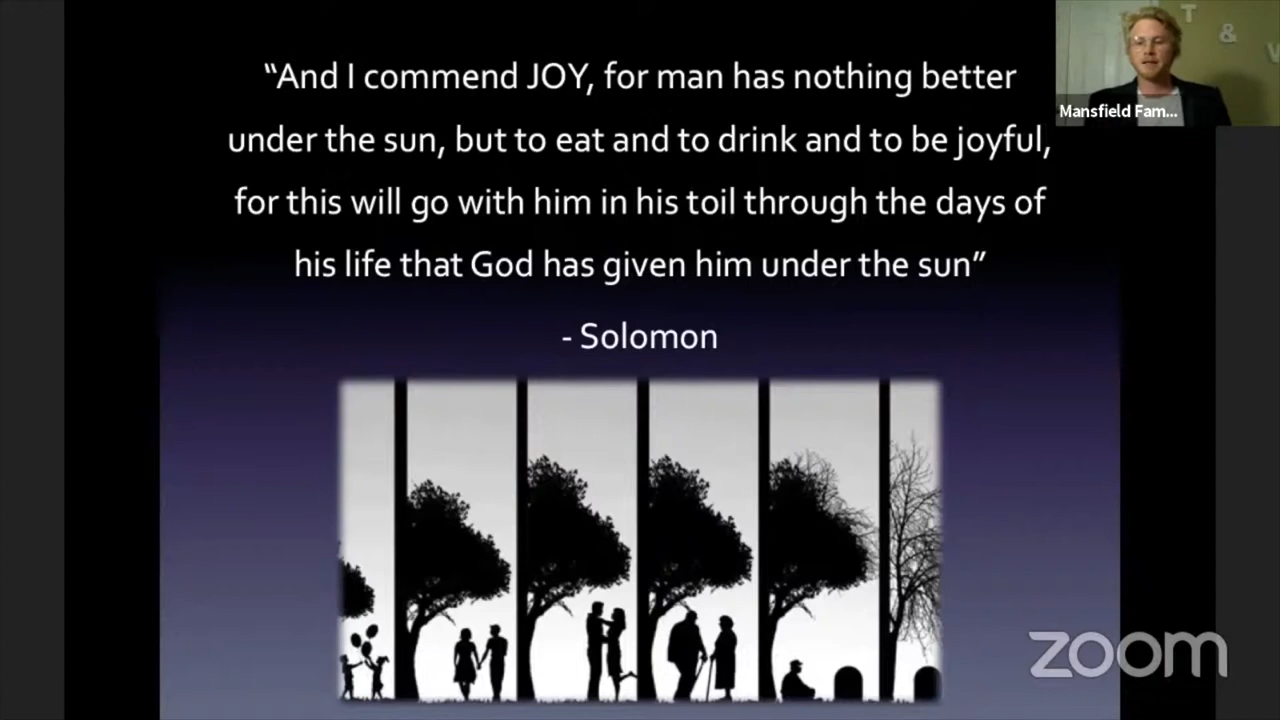 “And I commend JOY, for man has nothing better
under the sun, but to eat and to drink and to be joyful,
for this will go with him in his toil through the days of
his life that God has given him under the sun”
- Solomon
T
&
Mansfield Fam...
zoom